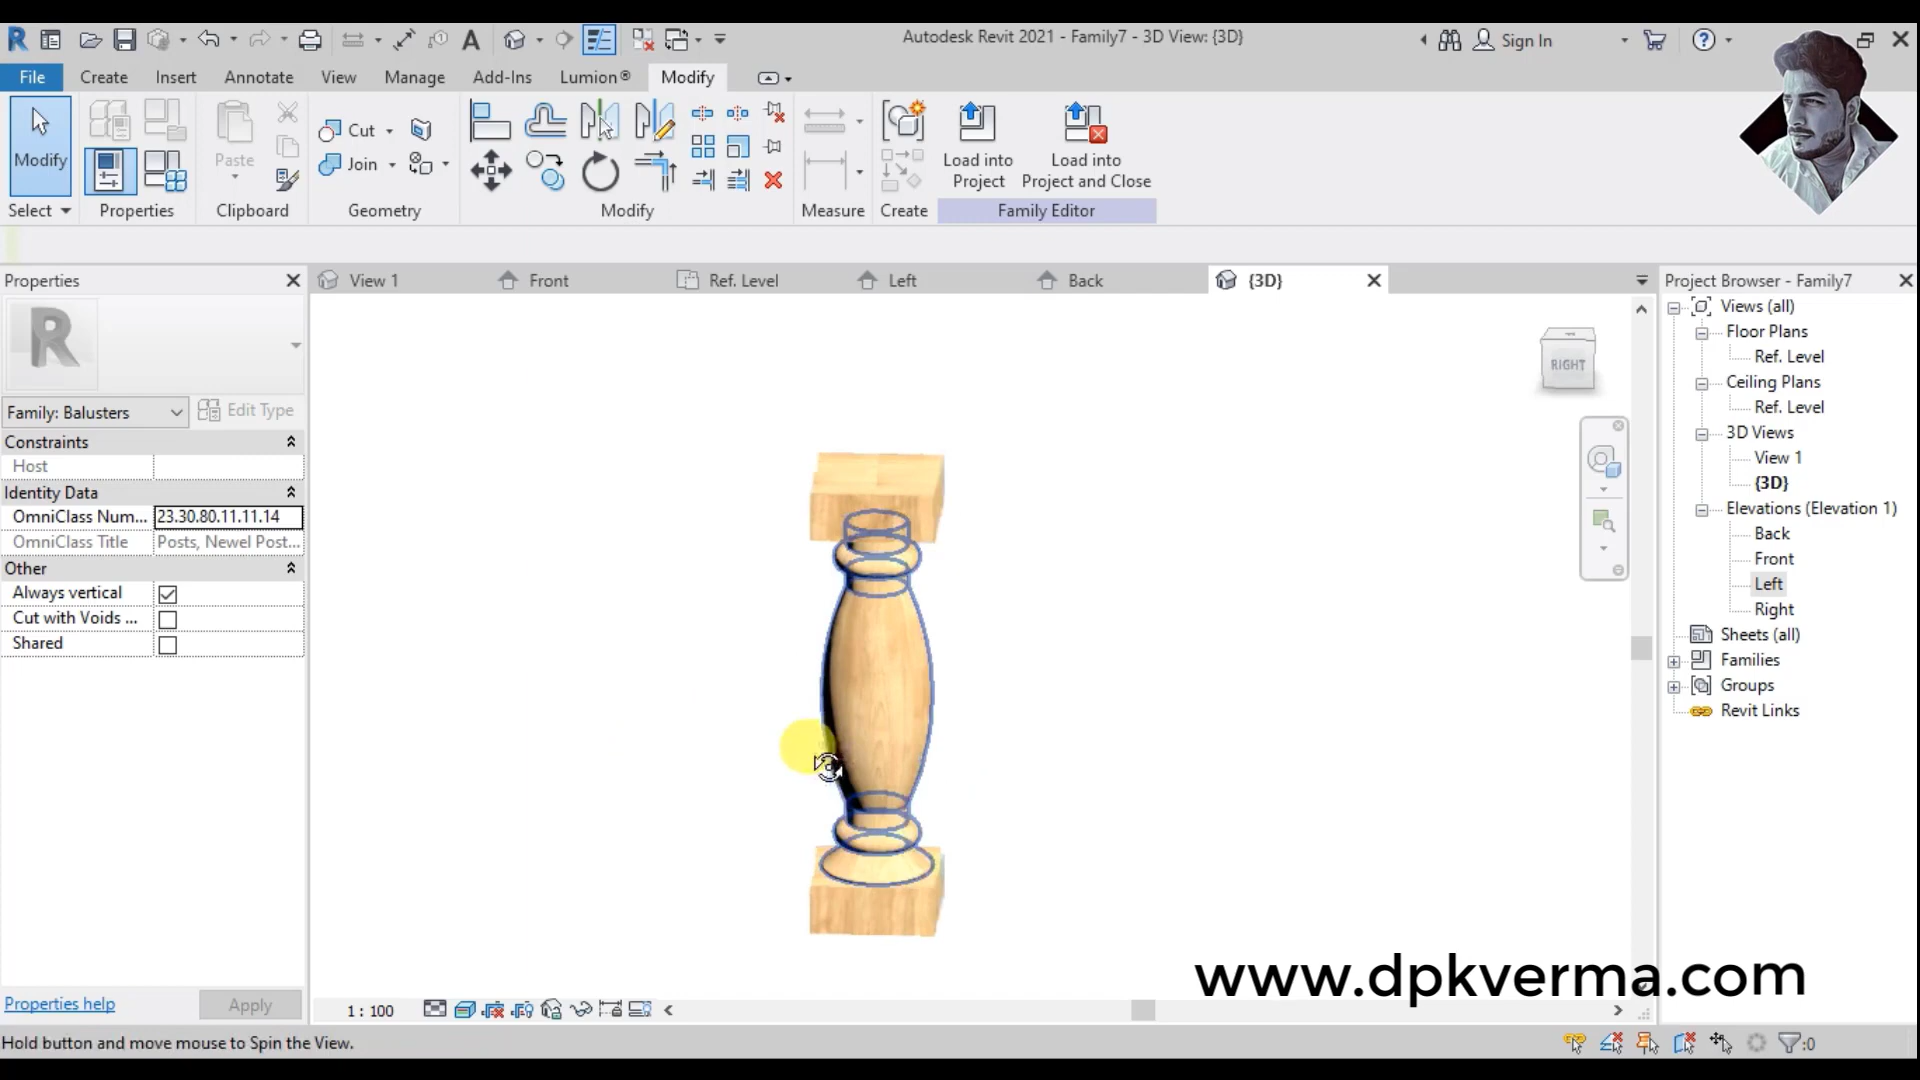 Autodesk Revit 2021 - Family7 - 3D View: {3D}
Sign In
File
Create
Insert
Annotate
View
Manage
Add-Ins
Lumion®
Modify
Modify
Paste
Cut
Join
Load into
Project
Load into
Project and Close
Select
Properties
Clipboard
Geometry
Modify
Measure
Create
Family Editor
Properties
View 1
Front
Ref. Level
Left
Back
{3D}
Project Browser - Family7
R
Family: Balusters
Edit Type
Constraints
Host
Identity Data
OmniClass Num...
23.30.80.11.11.14
OmniClass Title
Posts, Newel Post...
Other
Always vertical
Cut with Voids ...
Shared
Properties help
Apply
RIGHT
Views (all)
Floor Plans
Ref. Level
Ceiling Plans
Ref. Level
3D Views
View 1
{3D}
Elevations (Elevation 1)
Back
Front
Left
Right
Sheets (all)
Families
Groups
Revit Links
www.dpkverma.com
1 : 100
Hold button and move mouse to Spin the View.
:0